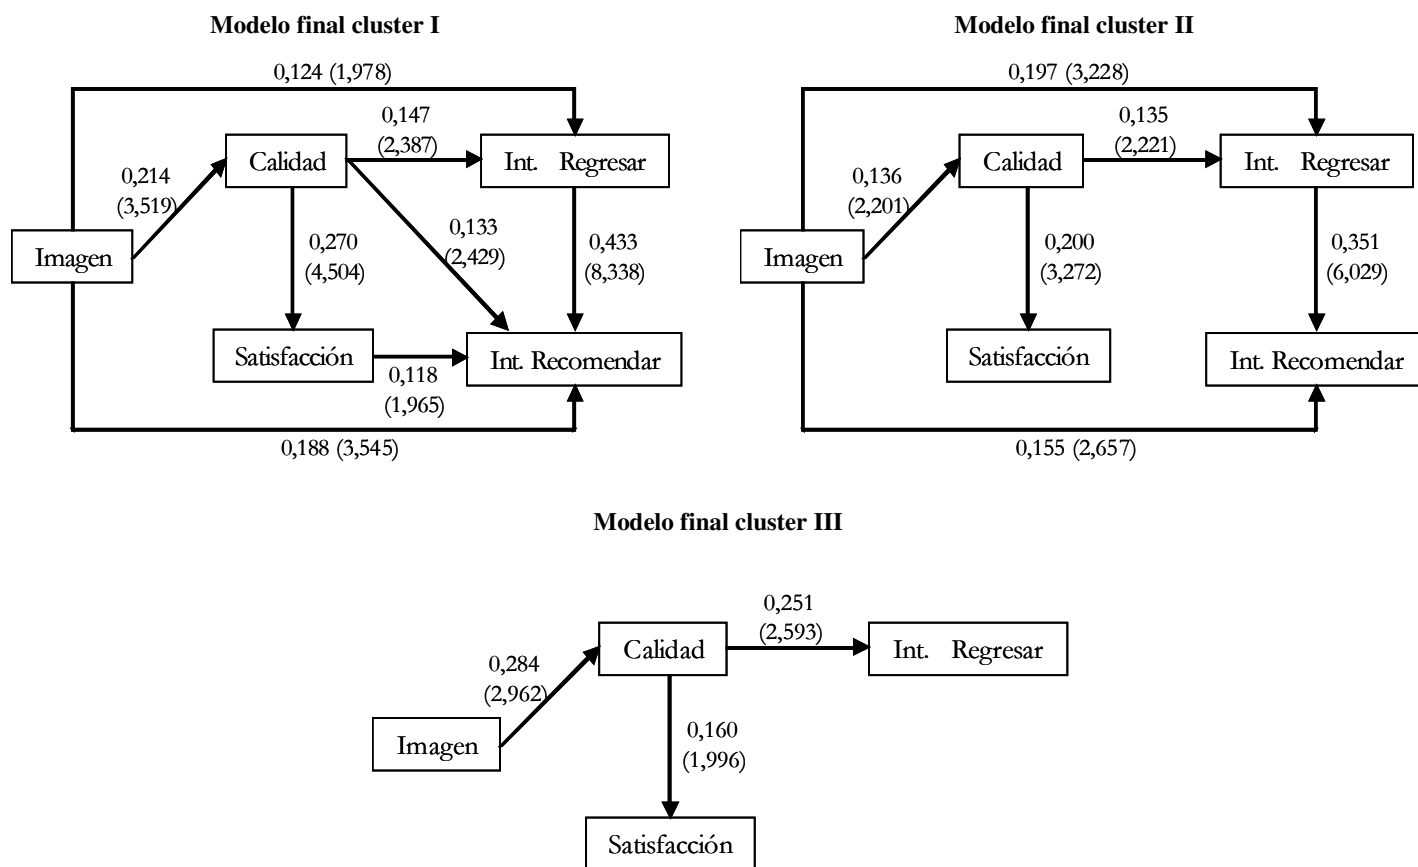 Modelo final cluster I
0,124 (1,978)
0,147
(2,387)
Calidad
Int. Regresar
0,214
(3,519)
Imagen
0,270
(4,504)
0,133
(2,429)
0,433
(8,338)
Satisfacción
Int. Recomendar
0,118
(1,965)
0,188 (3,545)
Modelo final cluster II
0,197 (3,228)
0,135
(2,221)
Calidad
Int. Regresar
0,136
(2,201)
Imagen
0,200
(3,272)
0,351
(6,029)
Satisfacción
Int. Recomendar
0,155 (2,657)
Modelo final cluster III
0,251
(2,593)
Calidad
Int. Regresar
0,284
(2,962)
Imagen
0,160
(1,996)
Satisfacción